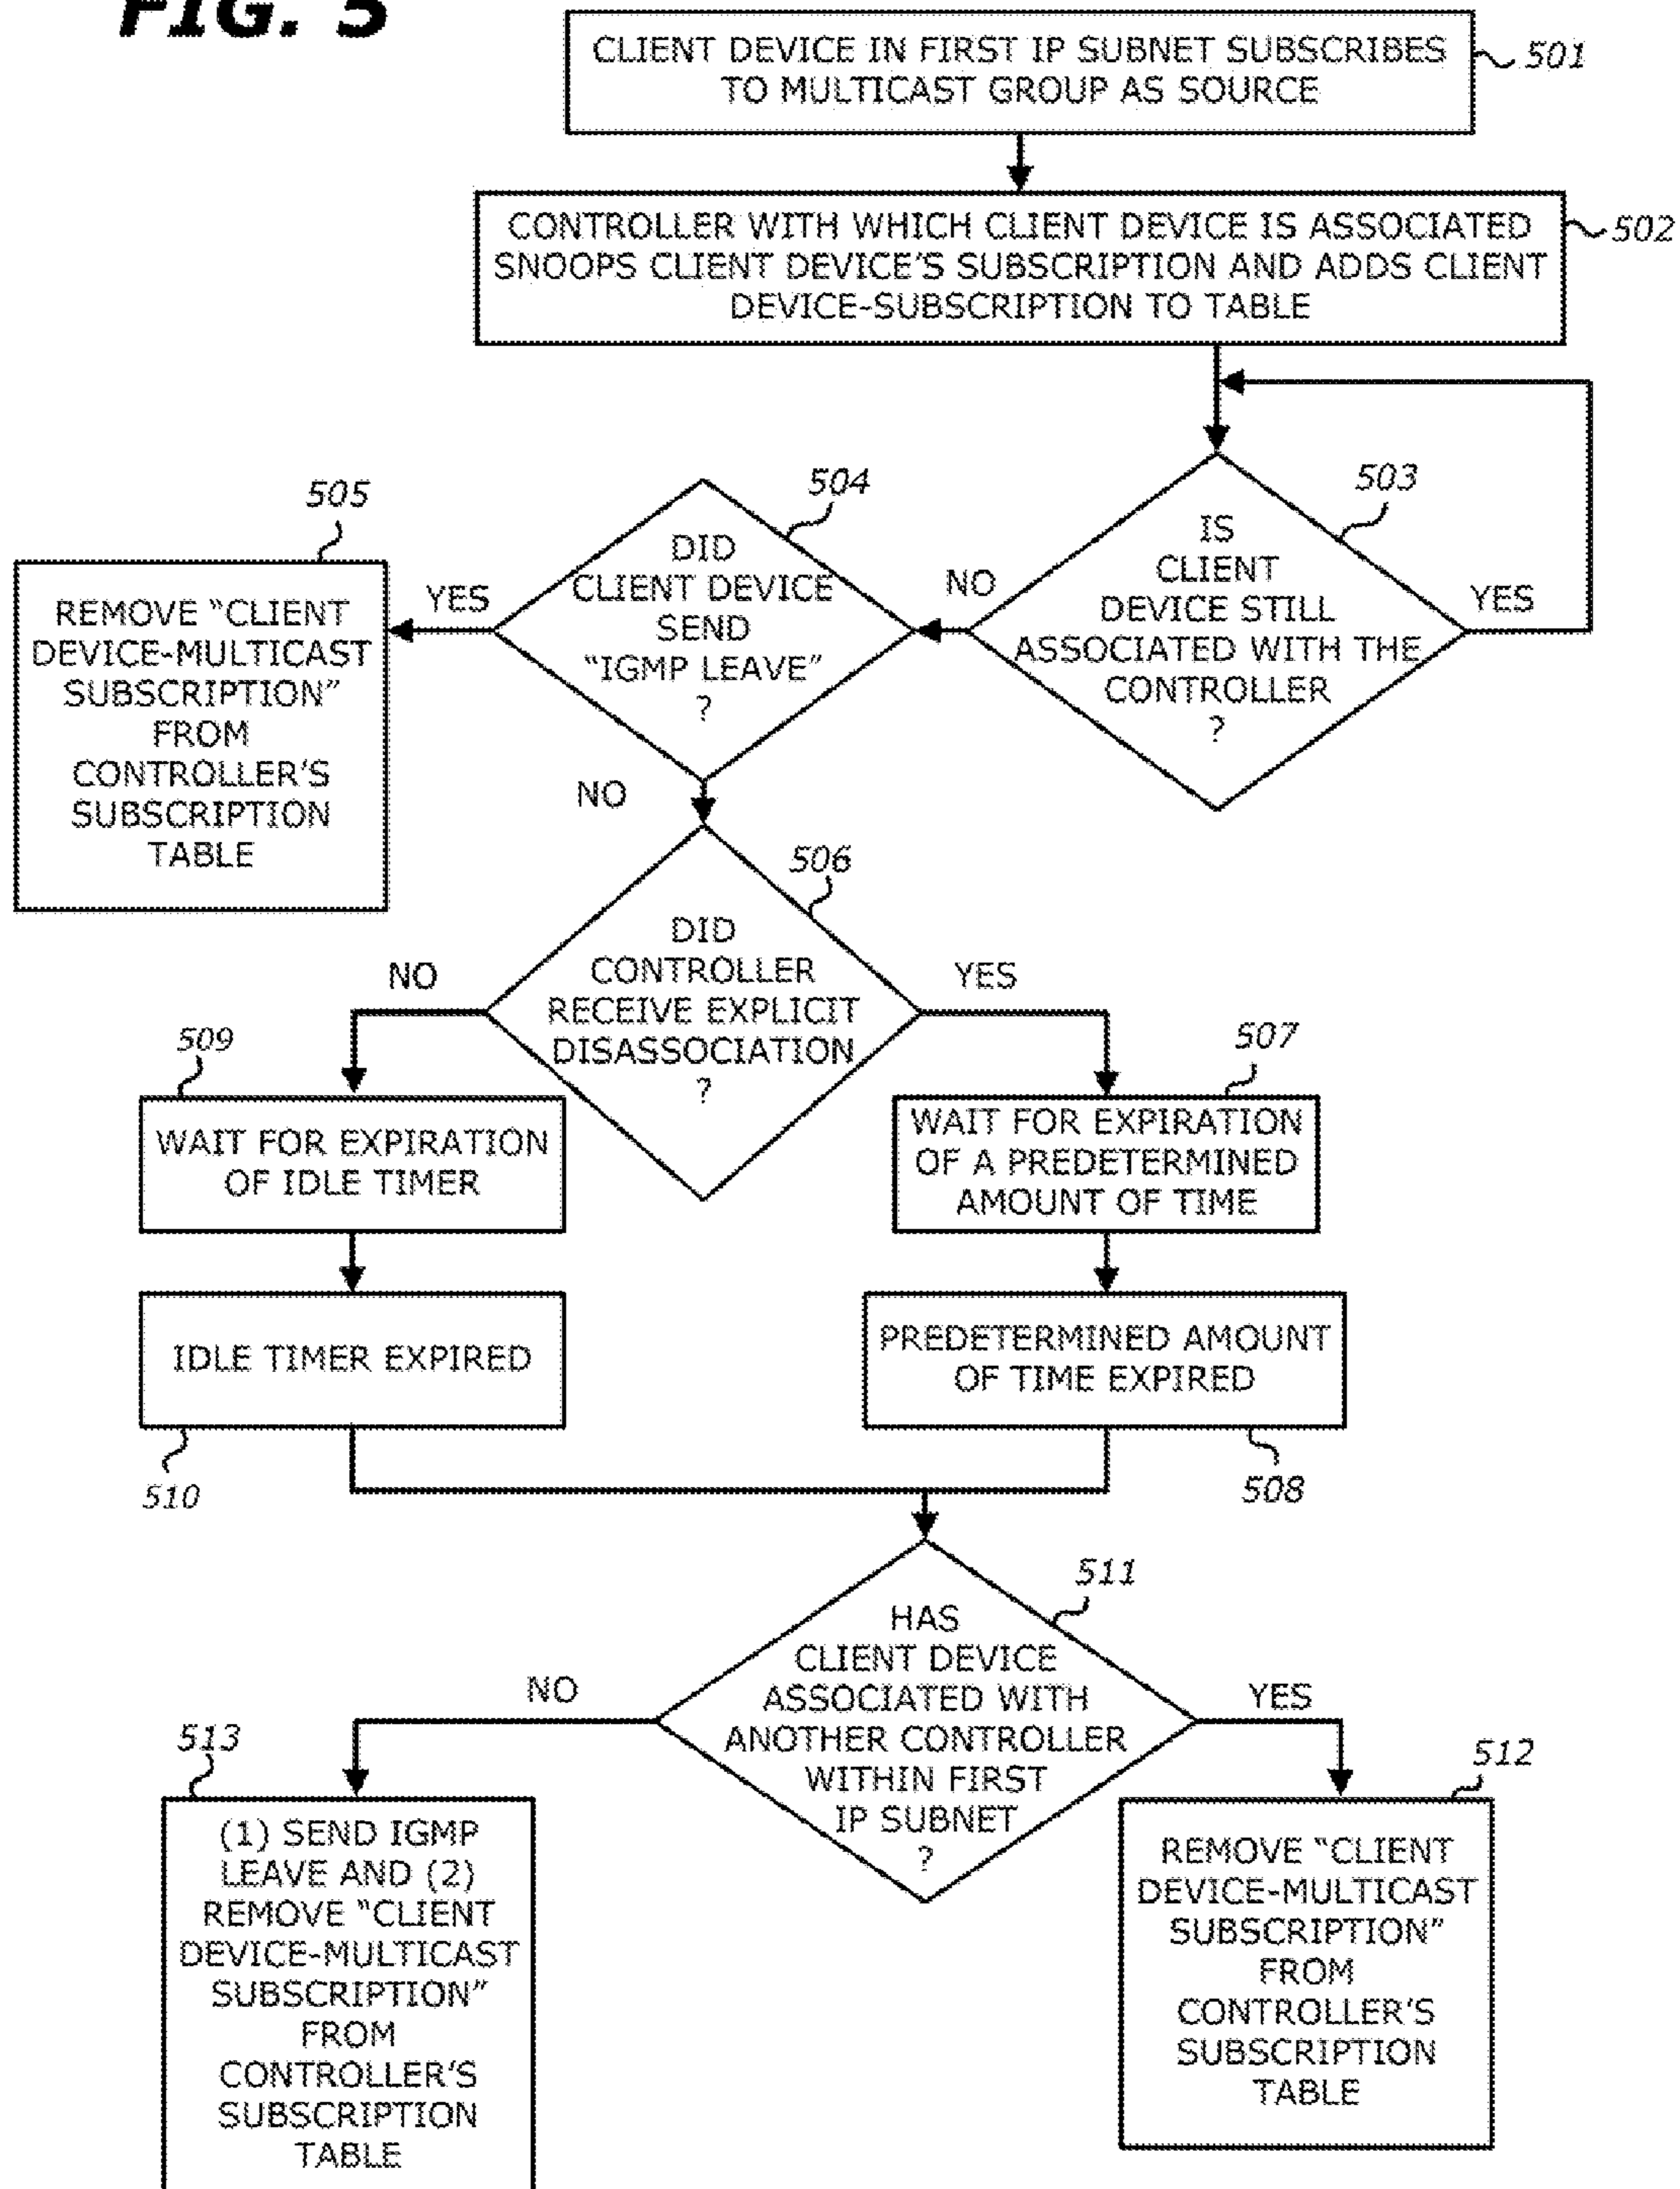 FIG. 5
CLIENT DEVICE IN FIRST IP SUBNET SUBSCRIBES
TO MULTICAST GROUP AS SOURCE
501
CONTROLLER WITH WHICH CLIENT DEVICE IS ASSOCIATED
SNOOPS CLIENT DEVICE'S SUBSCRIPTION AND ADDS CLIENT
DEVICE-SUBSCRIPTION TO TABLE
502
503
IS
CLIENT
DEVICE STILL
ASSOCIATED WITH THE
CONTROLLER
?
YES
NO
504
DID
CLIENT DEVICE
SEND
"IGMP LEAVE"
?
YES
NO
505
REMOVE "CLIENT
DEVICE-MULTICAST
SUBSCRIPTION"
FROM
CONTROLLER'S
SUBSCRIPTION
TABLE
506
DID
CONTROLLER
RECEIVE EXPLICIT
DISASSOCIATION
?
NO
YES
509
WAIT FOR EXPIRATION
OF IDLE TIMER
507
WAIT FOR EXPIRATION
OF A PREDETERMINED
AMOUNT OF TIME
IDLE TIMER EXPIRED
510
PREDETERMINED AMOUNT
OF TIME EXPIRED
508
511
HAS
CLIENT DEVICE
ASSOCIATED WITH
ANOTHER CONTROLLER
WITHIN FIRST
IP SUBNET
?
NO
YES
513
(1) SEND IGMP
LEAVE AND (2)
REMOVE "CLIENT
DEVICE-MULTICAST
SUBSCRIPTION"
FROM
CONTROLLER'S
SUBSCRIPTION
TABLE
512
REMOVE "CLIENT
DEVICE-MULTICAST
SUBSCRIPTION"
FROM
CONTROLLER'S
SUBSCRIPTION
TABLE